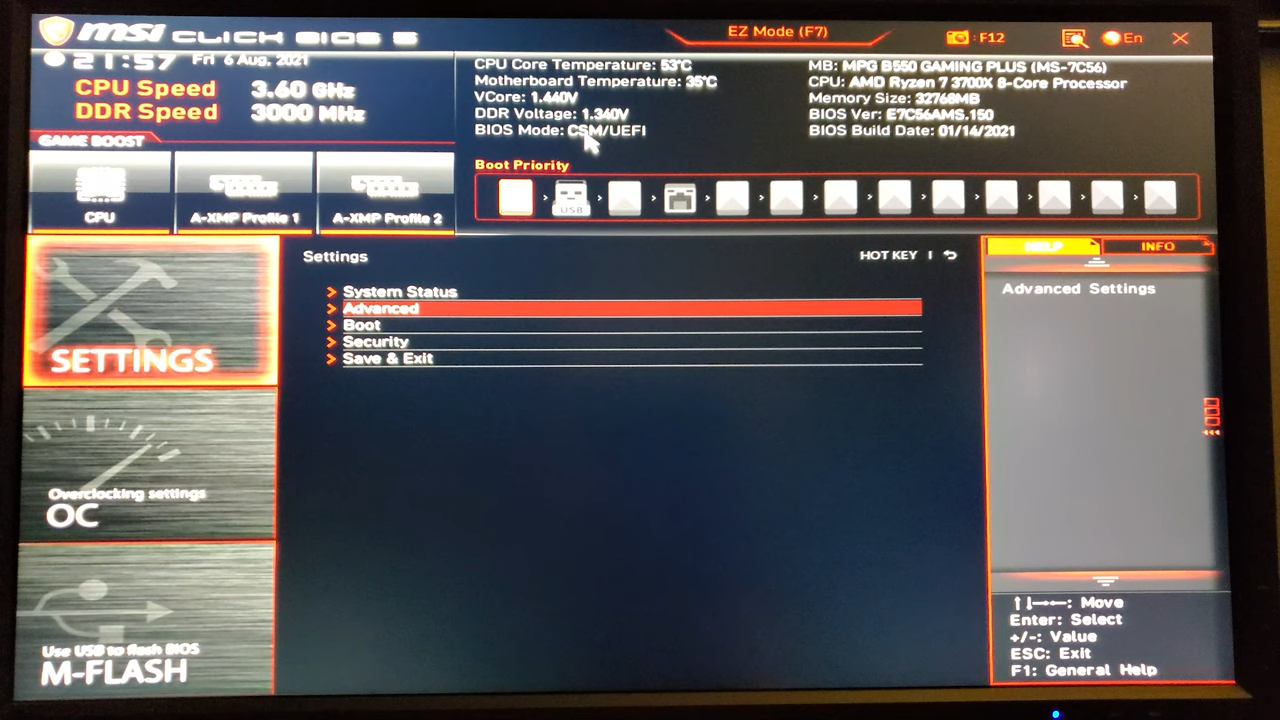 msi CLICK BIOS 5
EZ Mode (F7)
: F12
En
21:57 Fri 6 Aug, 2021
CPU Speed 3.60 GHz
DDR Speed 3000 MHz
GAME BOOST
CPU
A-XMP Profile 1
A-XMP Profile 2
CPU Core Temperature: 53°C
Motherboard Temperature: 35°C
VCore: 1.440V
DDR Voltage: 1.340V
BIOS Mode: CSM/UEFI
MB: MPG B550 GAMING PLUS (MS-7C56)
CPU: AMD Ryzen 7 3700X 8-Core Processor
Memory Size: 32768MB
BIOS Ver: E7C56AMS.150
BIOS Build Date: 01/14/2021
Boot Priority
USB
SETTINGS
Overclocking settings
OC
Use USB to flash BIOS
M-FLASH
Settings
HOT KEY
> System Status
> Advanced
> Boot
> Security
> Save & Exit
HELP
INFO
Advanced Settings
↑↓→←: Move
Enter: Select
+/-: Value
ESC: Exit
F1: General Help